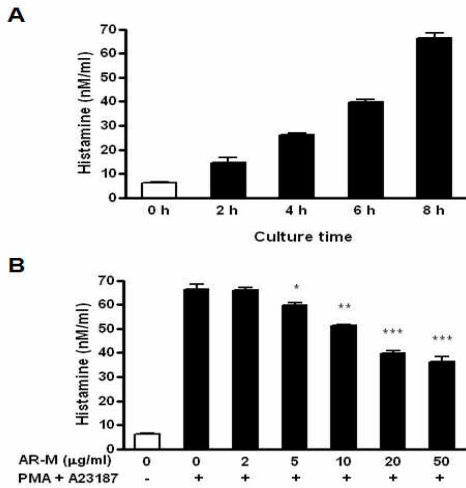 A
Histamine (nM/ml)
70
60
50
40
30
20
10
0
0 h 2 h 4 h 6 h 8 h
Culture time
B
Histamine (nM/ml)
70
60
50
40
30
20
10
0
* ** *** ***
AR-M (μg/ml) 0 0 2 5 10 20 50
PMA + A23187 - + + + + + +